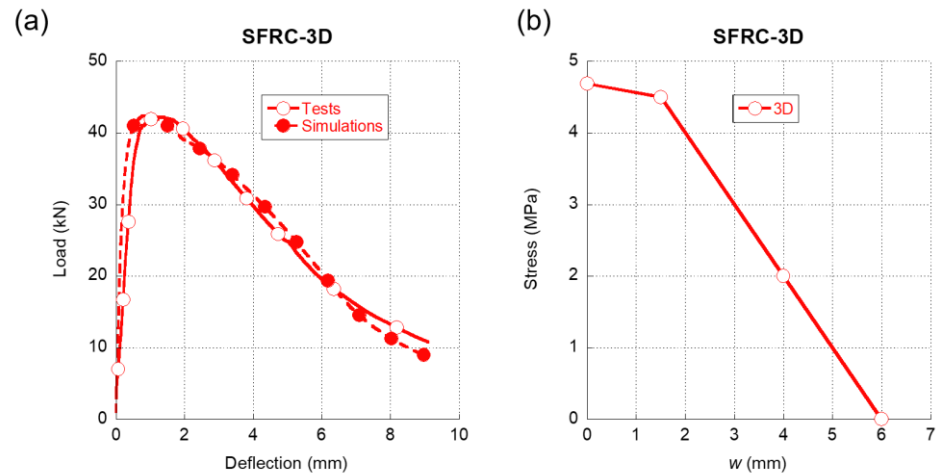 (a)
SFRC-3D
50
40
30
20
10
0
Load (kN)
Tests
Simulations
0 2 4 6 8 10
Deflection (mm)
(b)
SFRC-3D
5
4
3
2
1
0
Stress (MPa)
3D
0 1 2 3 4 5 6 7
w (mm)